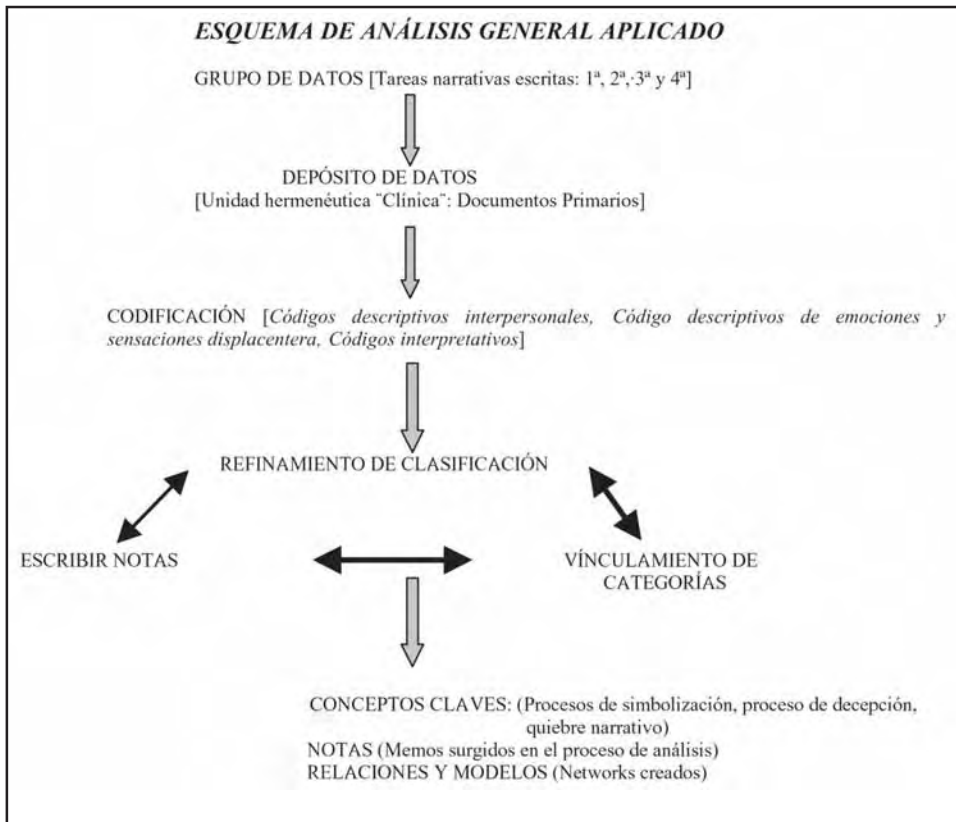 ESQUEMA DE ANÁLISIS GENERAL APLICADO
GRUPO DE DATOS [Tareas narrativas escritas: 1ª, 2ª,·3ª y 4ª]
DEPÓSITO DE DATOS
[Unidad hermenéutica ¨Clínica¨: Documentos Primarios]
CODIFICACIÓN [Códigos descriptivos interpersonales, Código descriptivos de emociones y
sensaciones displacentera, Códigos interpretativos]
REFINAMIENTO DE CLASIFICACIÓN
ESCRIBIR NOTAS
VÍNCULAMIENTO DE
CATEGORÍAS
CONCEPTOS CLAVES: (Procesos de simbolización, proceso de decepción,
quiebre narrativo)
NOTAS (Memos surgidos en el proceso de análisis)
RELACIONES Y MODELOS (Networks creados)